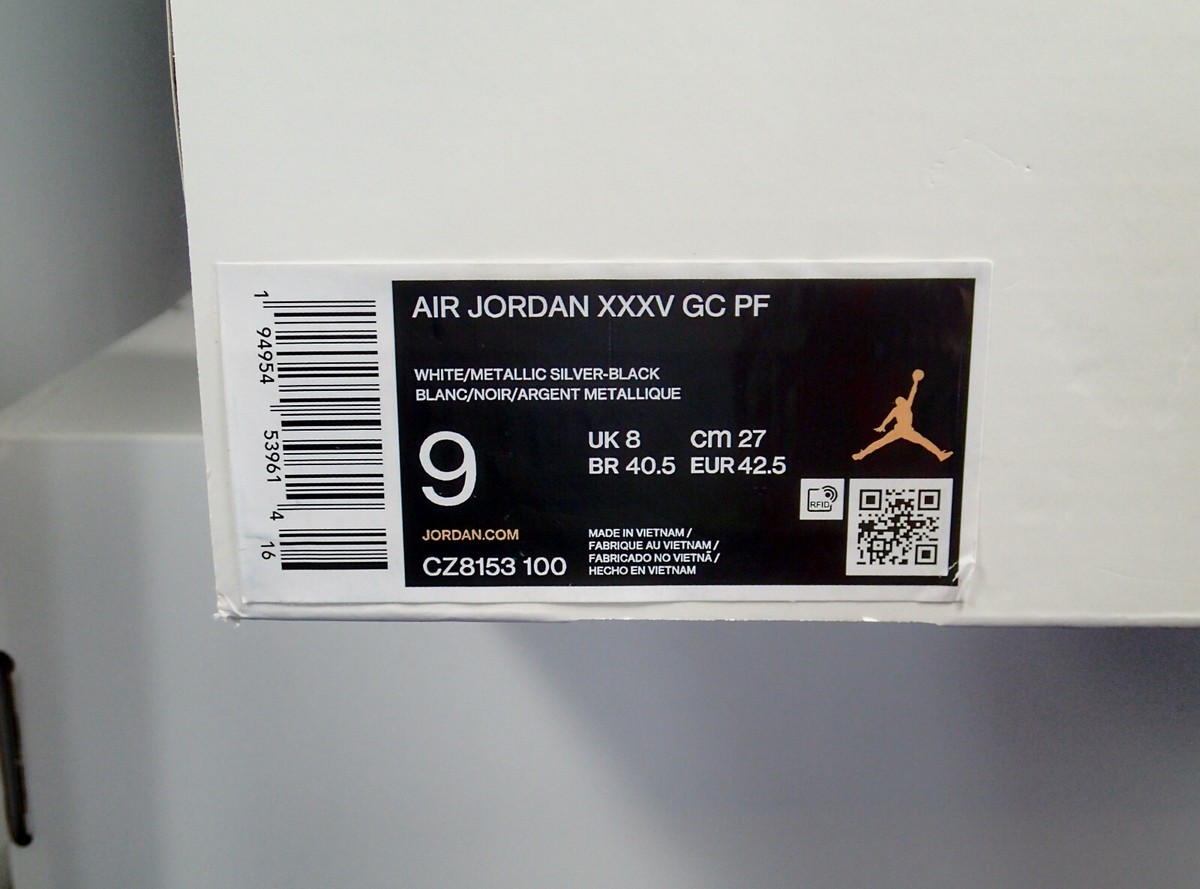 1 94954 53961 4 16
AIR JORDAN XXXV GC PF
WHITE/METALLIC SILVER-BLACK
BLANC/NOIR/ARGENT METALLIQUE
9
UK 8 cm 27
BR 40.5 EUR 42.5
RFID
JORDAN.COM
CZ8153 100
MADE IN VIETNAM /
FABRIQUE AU VIETNAM /
FABRICADO NO VIETNÃ /
HECHO EN VIETNAM